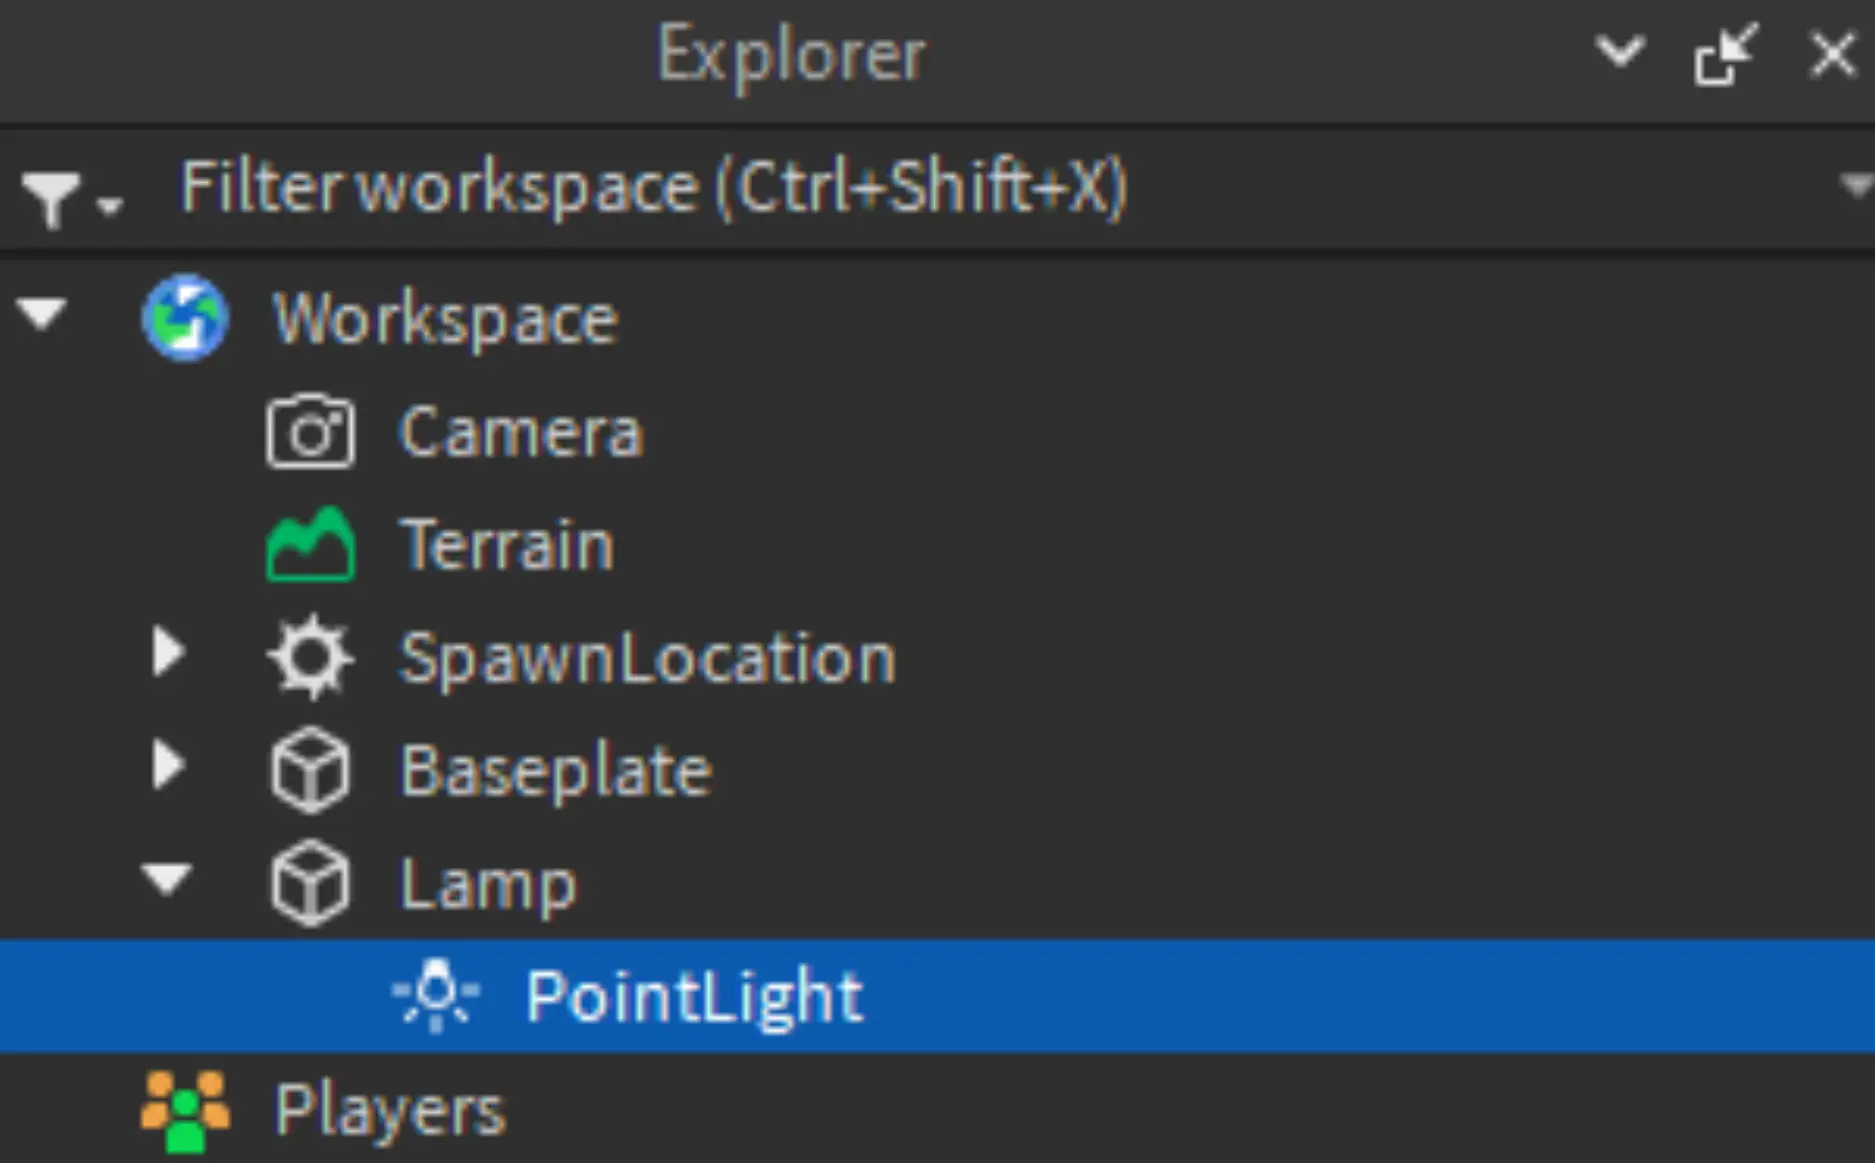 Explorer
Filter workspace (Ctrl+Shift+X)
Workspace
Camera
Terrain
SpawnLocation
Baseplate
Lamp
PointLight
Players